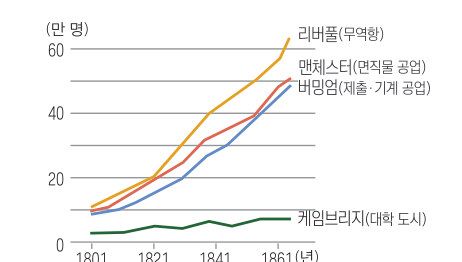 (만 명)
60
리버풀(무역항)
맨체스터(면직물 공업)
버밍엄(제출·기계 공업)
40
20
케임브리지(대학 도시)
0
1801 1821 1841 1861(년)